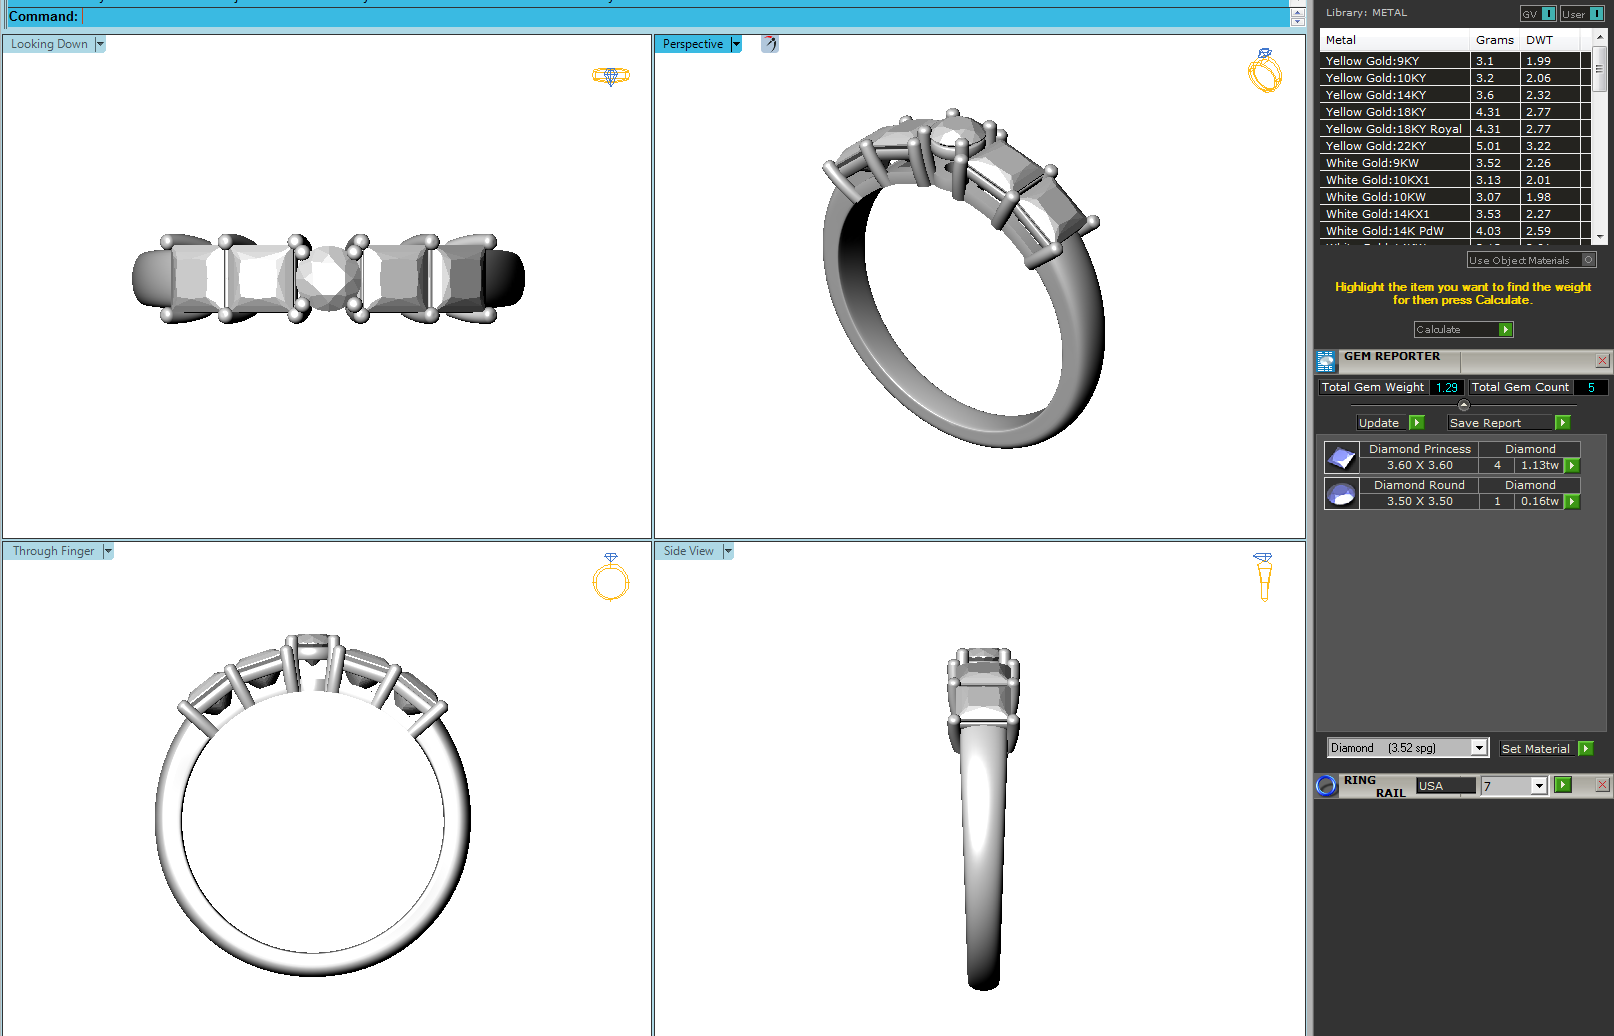 Command:
Looking Down
Perspective
Through Finger
Side View
Library: METAL
GV
User
Metal Grams DWT
Yellow Gold:9KY 3.1 1.99
Yellow Gold:10KY 3.2 2.06
Yellow Gold:14KY 3.6 2.32
Yellow Gold:18KY 4.31 2.77
Yellow Gold:18KY Royal 4.31 2.77
Yellow Gold:22KY 5.01 3.22
White Gold:9KW 3.52 2.26
White Gold:10KX1 3.13 2.01
White Gold:10KW 3.07 1.98
White Gold:14KX1 3.53 2.27
White Gold:14K PdW 4.03 2.59
Use Object Materials
Highlight the item you want to find the weight
for then press Calculate.
Calculate
GEM REPORTER
Total Gem Weight 1.29 Total Gem Count 5
Update Save Report
Diamond Princess Diamond
3.60 X 3.60 4 1.13tw
Diamond Round Diamond
3.50 X 3.50 1 0.16tw
Diamond (3.52 spg) Set Material
RING
RAIL USA 7